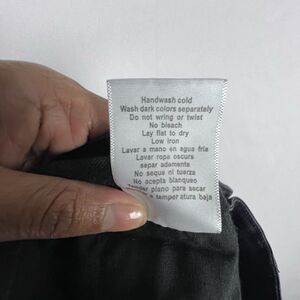 Handwash cold
Wash dark colors separately
Do not wring or twist
No bleach
Lay flat to dry
Low iron
Lavar a mano en agua fria
Lavar ropa oscura
separ adements
No seque ni tuerza
No acepta blanqueo
plano para secar
a temper atura baja